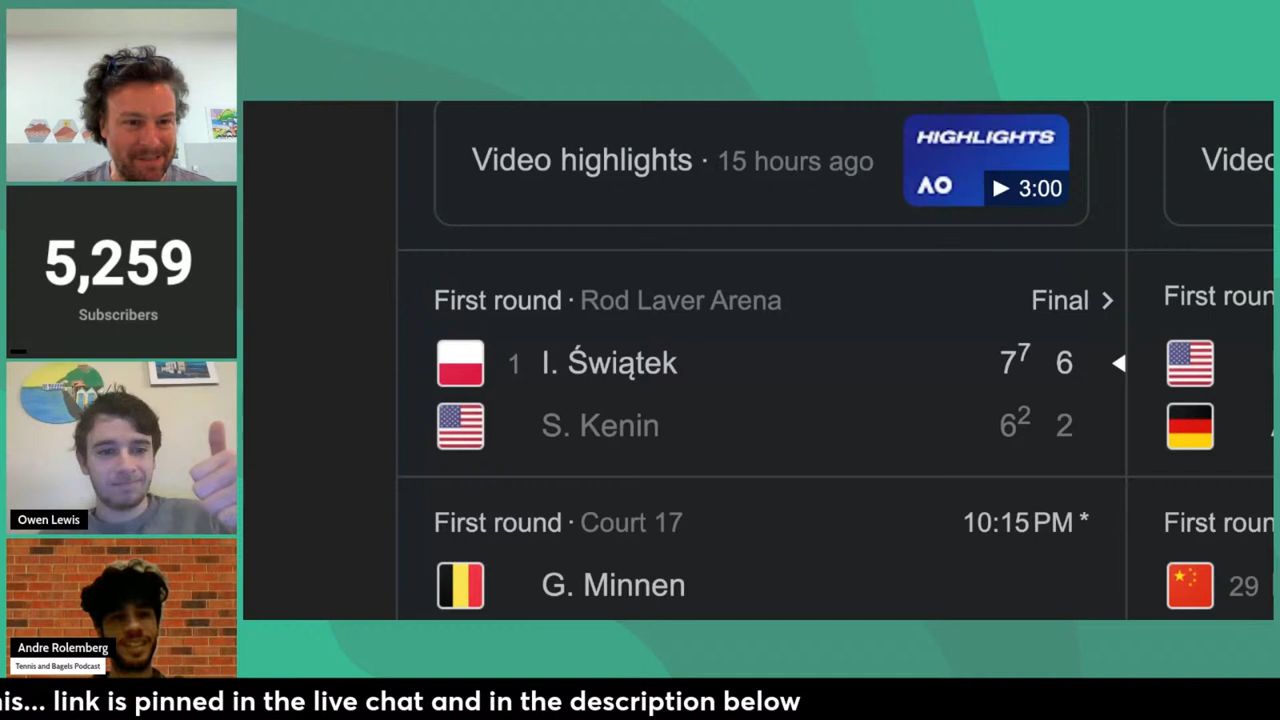 5,259
Subscribers
Owen Lewis
Andre Rolemberg
Tennis and Bagels Podcast
Video highlights · 15 hours ago
HIGHLIGHTS
AO
3:00
Video
First round · Rod Laver Arena
Final
1 I. Świątek 7⁷ 6
S. Kenin 6² 2
First round · Court 17
10:15 PM *
G. Minnen
First roun
First roun
29
his... link is pinned in the live chat and in the description below